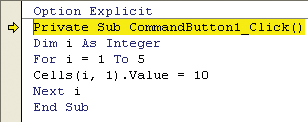 Option Explicit
Private Sub CommandButton1_Click()
Dim i As Integer
For i = 1 To 5
Cells(i, 1).Value = 10
Next i
End Sub